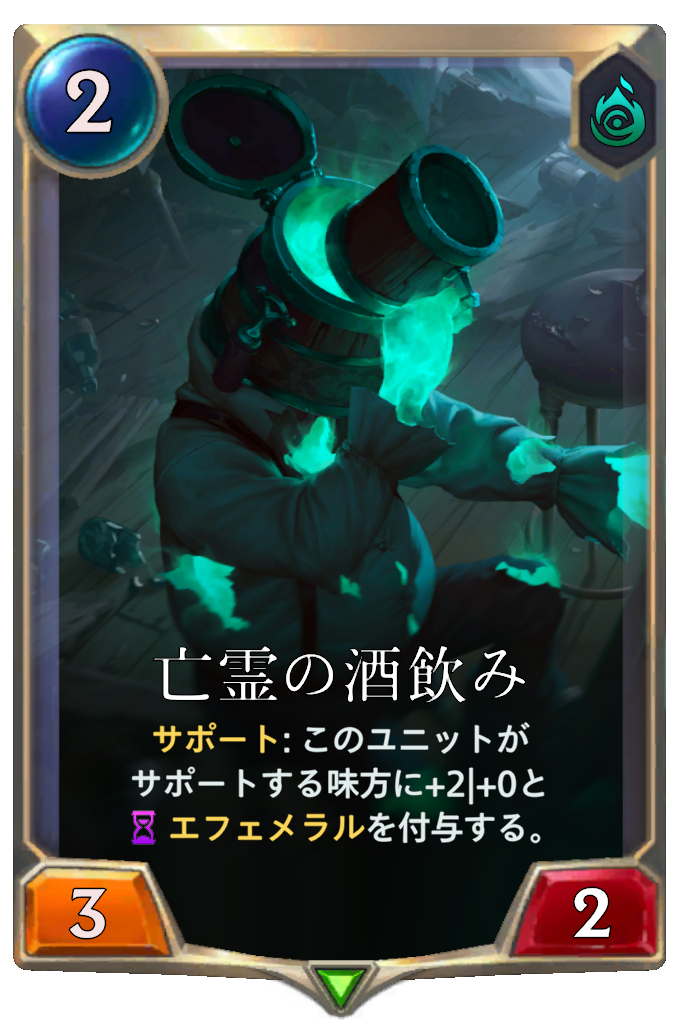 2
亡霊の酒飲み
サポート: このユニットが
サポートする味方に+2|+0と
エフェメラルを付与する。
3
2